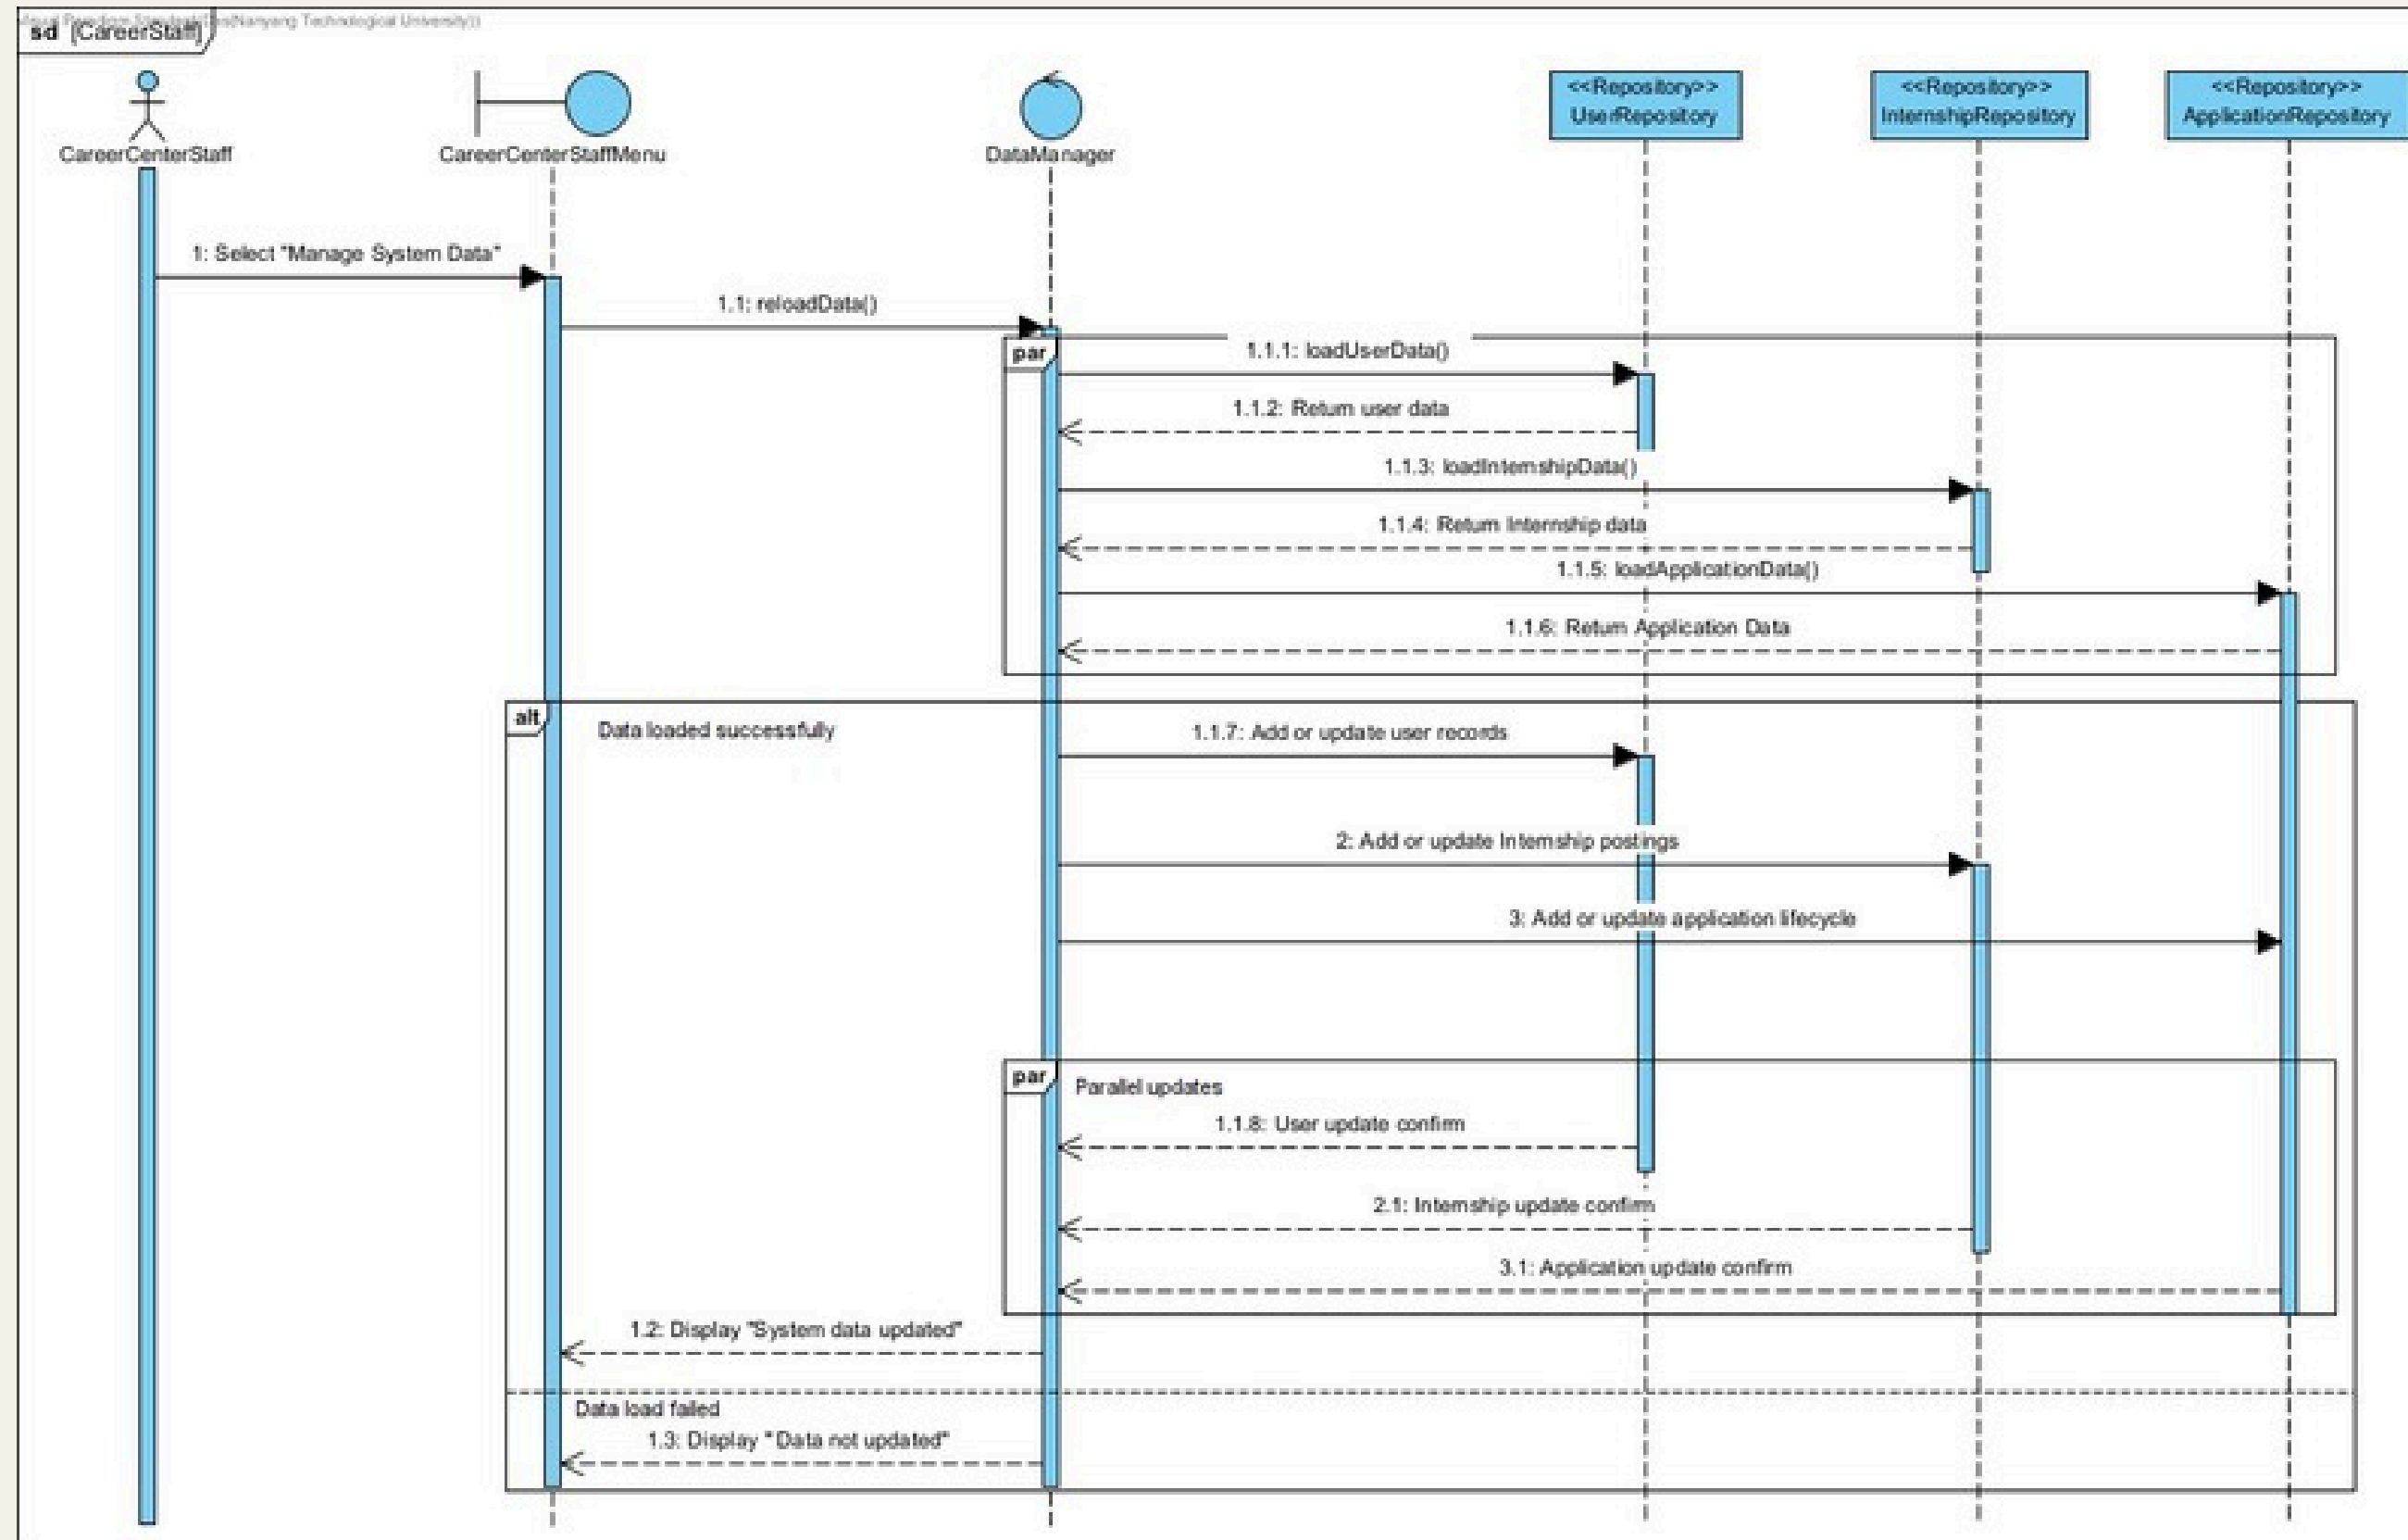 sd [CareerStaff]
(Nanyang Technological University))
CareerCenterStaff
CareerCenterStaffMenu
DataManager
<<Repository>>
UserRepository
<<Repository>>
InternshipRepository
<<Repository>>
ApplicationRepository
1: Select "Manage System Data"
1.1: reloadData()
par
1.1.1: loadUserData()
1.1.2: Return user data
1.1.3: loadInternshipData()
1.1.4: Return Internship data
1.1.5: loadApplicationData()
1.1.6: Return Application Data
alt
Data loaded successfully
1.1.7: Add or update user records
2: Add or update Internship postings
3: Add or update application lifecycle
par
Parallel updates
1.1.8: User update confirm
2.1: Internship update confirm
3.1: Application update confirm
1.2: Display "System data updated"
Data load failed
1.3: Display " Data not updated"